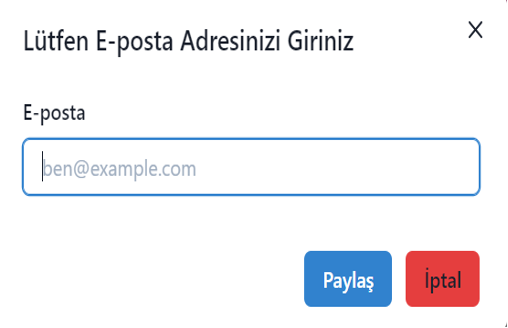 Lütfen E-posta Adresinizi Giriniz
E-posta
ben@example.com
Paylaş
İptal